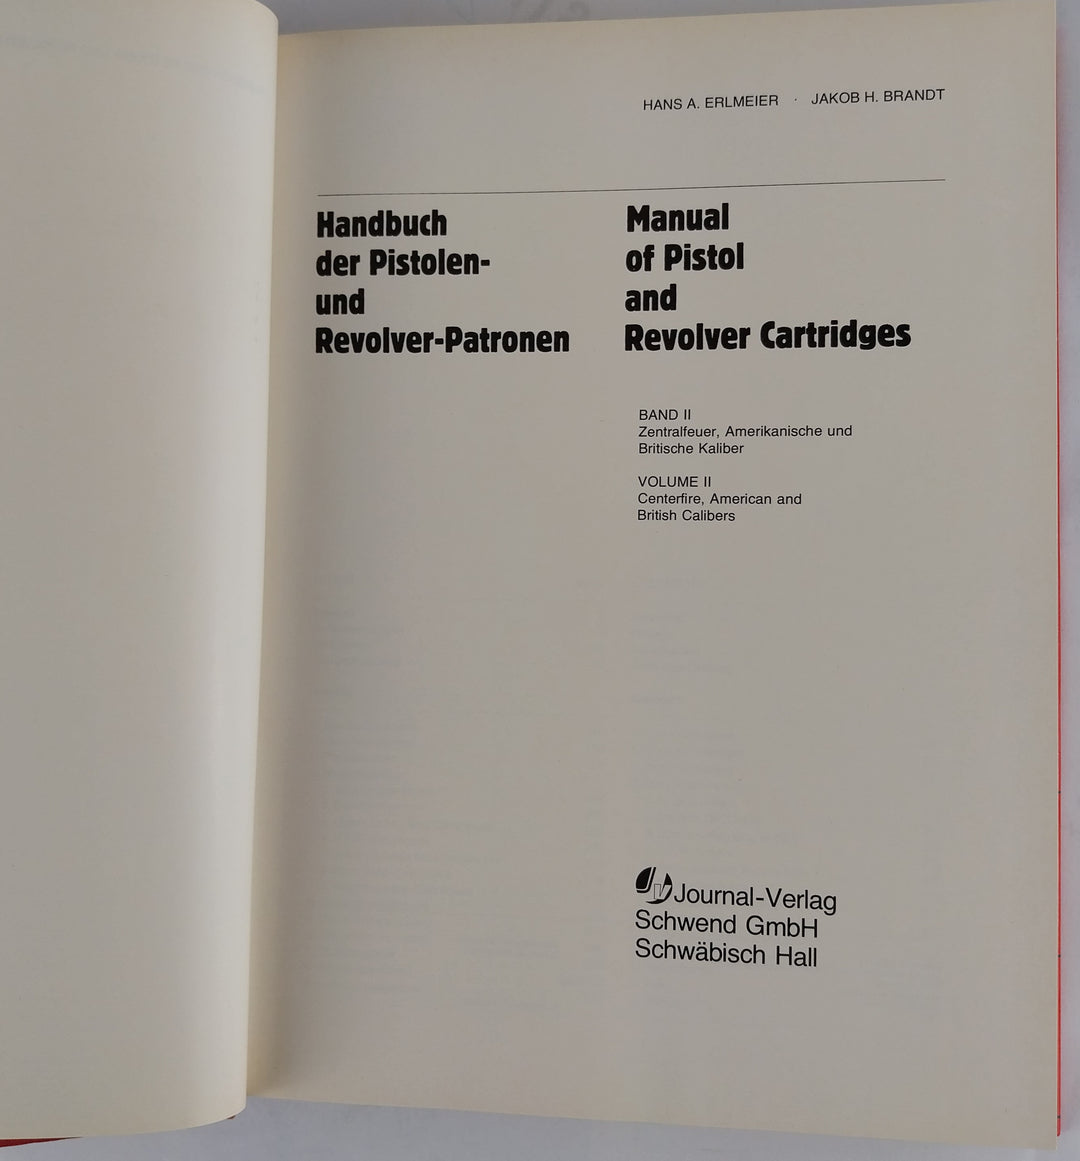 HANS A. ERLMEIER · JAKOB H. BRANDT
Handbuch
der Pistolen-
und
Revolver-Patronen
Manual
of Pistol
and
Revolver Cartridges
BAND II
Zentralfeuer, Amerikanische und
Britische Kaliber
VOLUME II
Centerfire, American and
British Calibers
Journal-Verlag
Schwend GmbH
Schwäbisch Hall